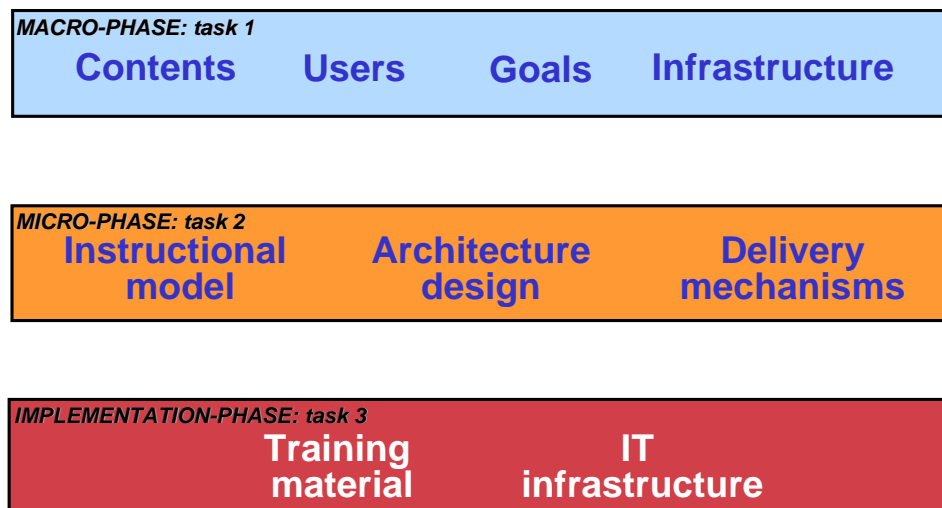 MACRO-PHASE: task 1
Contents Users Goals Infrastructure
MICRO-PHASE: task 2
Instructional Architecture Delivery
model design mechanisms
IMPLEMENTATION-PHASE: task 3
Training IT
material infrastructure